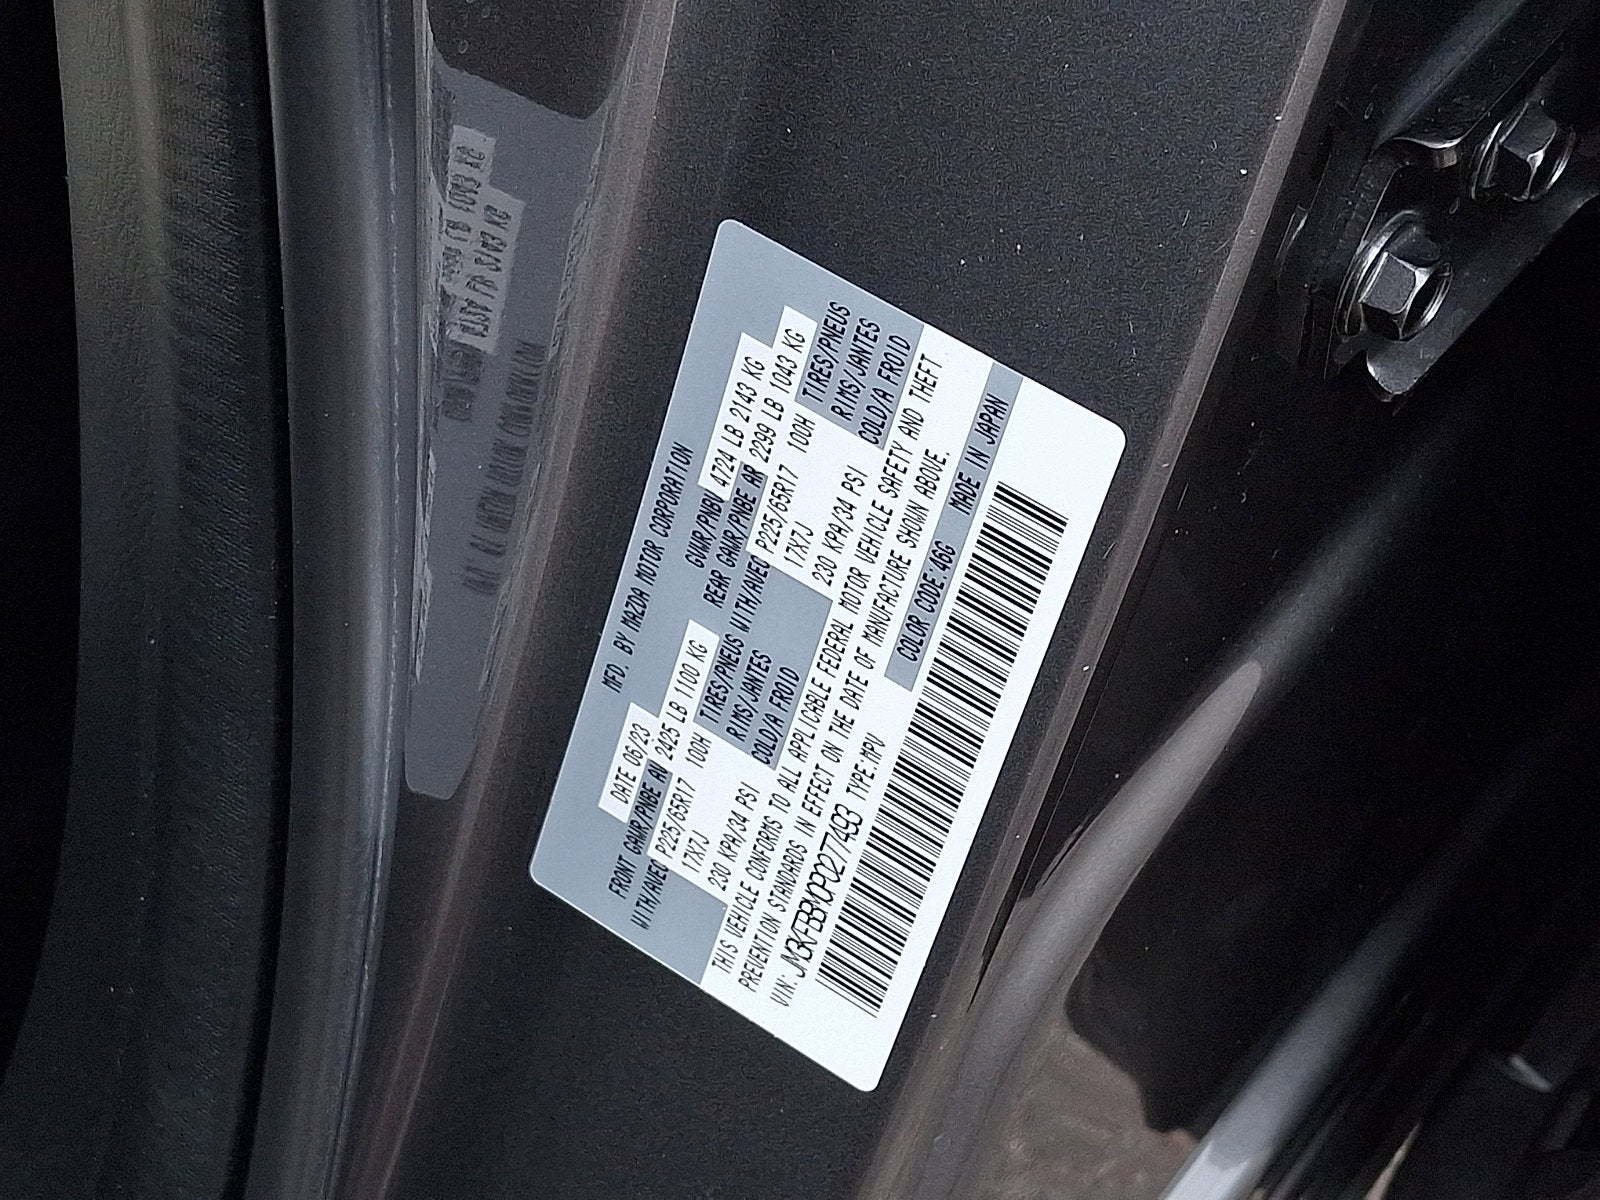 MFD. BY MAZDA MOTOR CORPORATION
DATE 06/23 GVWR/PNBV 4724 LB 2143 KG
FRONT GAWR/PNBE AV 2425 LB 1100 KG REAR GAWR/PNBE AR 2299 LB 1043 KG
WITH/AVEC P225/65R17 100H TIRES/PNEUS WITH/AVEC P225/65R17 100H TIRES/PNEUS
17X7J RIMS/JANTES 17X7J RIMS/JANTES
230 KPA/34 PSI COLD/A FROID 230 KPA/34 PSI COLD/A FROID
THIS VEHICLE CONFORMS TO ALL APPLICABLE FEDERAL MOTOR VEHICLE SAFETY AND THEFT
PREVENTION STANDARDS IN EFFECT ON THE DATE OF MANUFACTURE SHOWN ABOVE.
VIN: JM3KFBBM0P0277493 TYPE:MPV COLOR CODE:46G MADE IN JAPAN